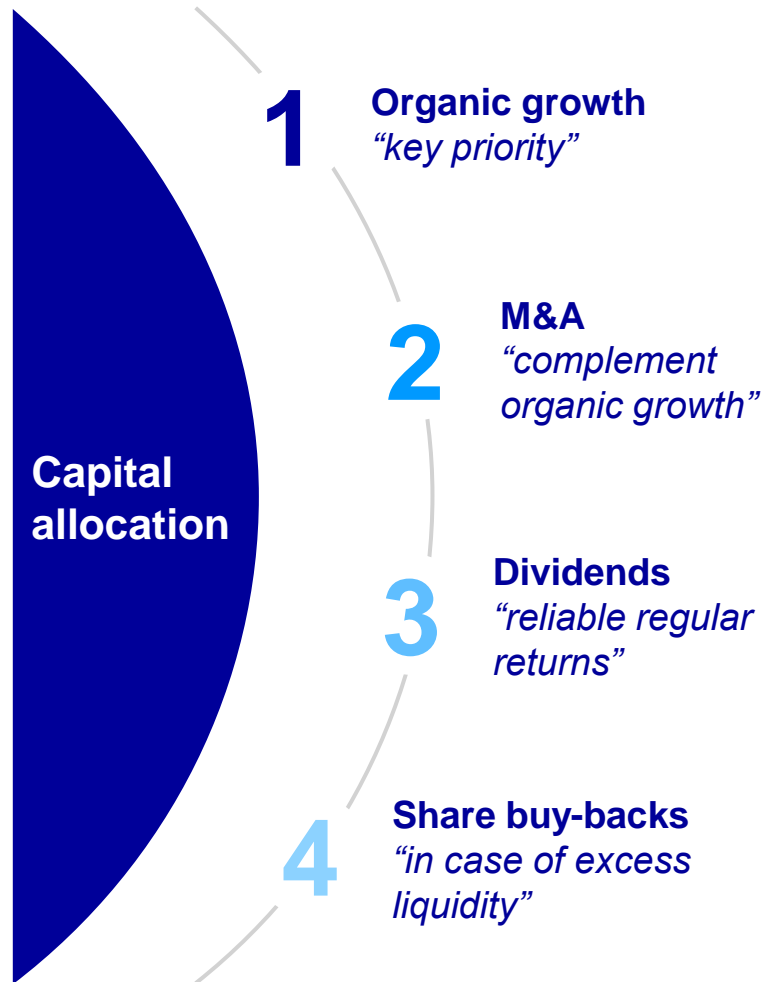 Capital
allocation
1
Organic growth
“key priority”
2
M&A
“complement
organic growth”
3
Dividends
“reliable regular
returns”
4
Share buy-backs
“in case of excess
liquidity”